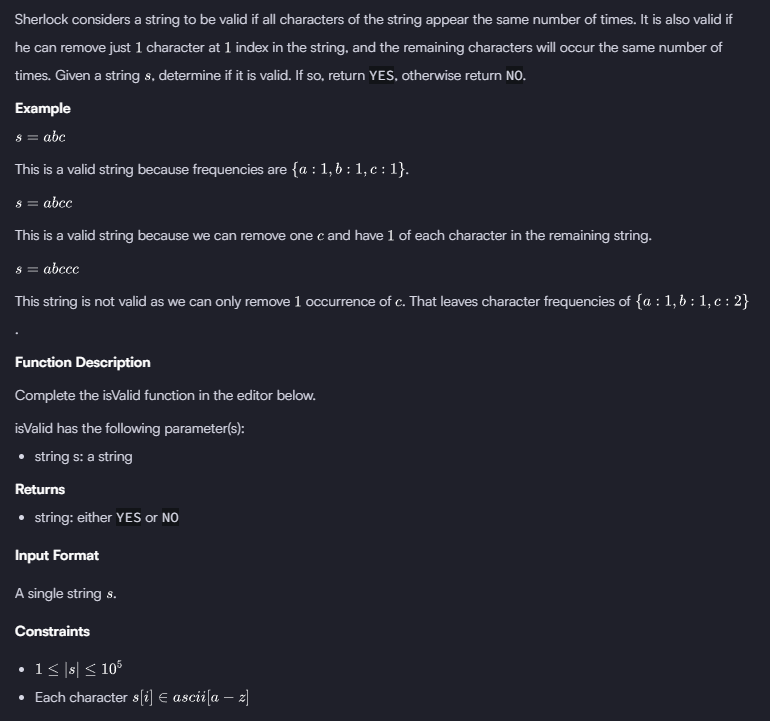 Sherlock considers a string to be valid if all characters of the string appear the same number of times. It is also valid if
he can remove just 1 character at 1 index in the string, and the remaining characters will occur the same number of
times. Given a string s, determine if it is valid. If so, return YES, otherwise return NO.
Example
s = abc
This is a valid string because frequencies are {a : 1, b : 1, c : 1}.
s = abcc
This is a valid string because we can remove one c and have 1 of each character in the remaining string.
s = abccc
This string is not valid as we can only remove 1 occurrence of c. That leaves character frequencies of {a : 1, b : 1, c : 2}
.
Function Description
Complete the isValid function in the editor below.
isValid has the following parameter(s):
• string s: a string
Returns
• string: either YES or NO
Input Format
A single string s.
Constraints
• 1 ≤ |s| ≤ 10⁵
• Each character s[i] ∈ ascii[a − z]